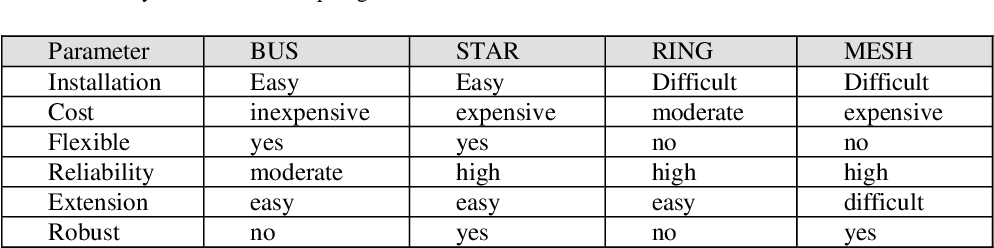 Parameter BUS STAR RING MESH
Installation Easy Easy Difficult Difficult
Cost inexpensive expensive moderate expensive
Flexible yes yes no no
Reliability moderate high high high
Extension easy easy easy difficult
Robust no yes no yes